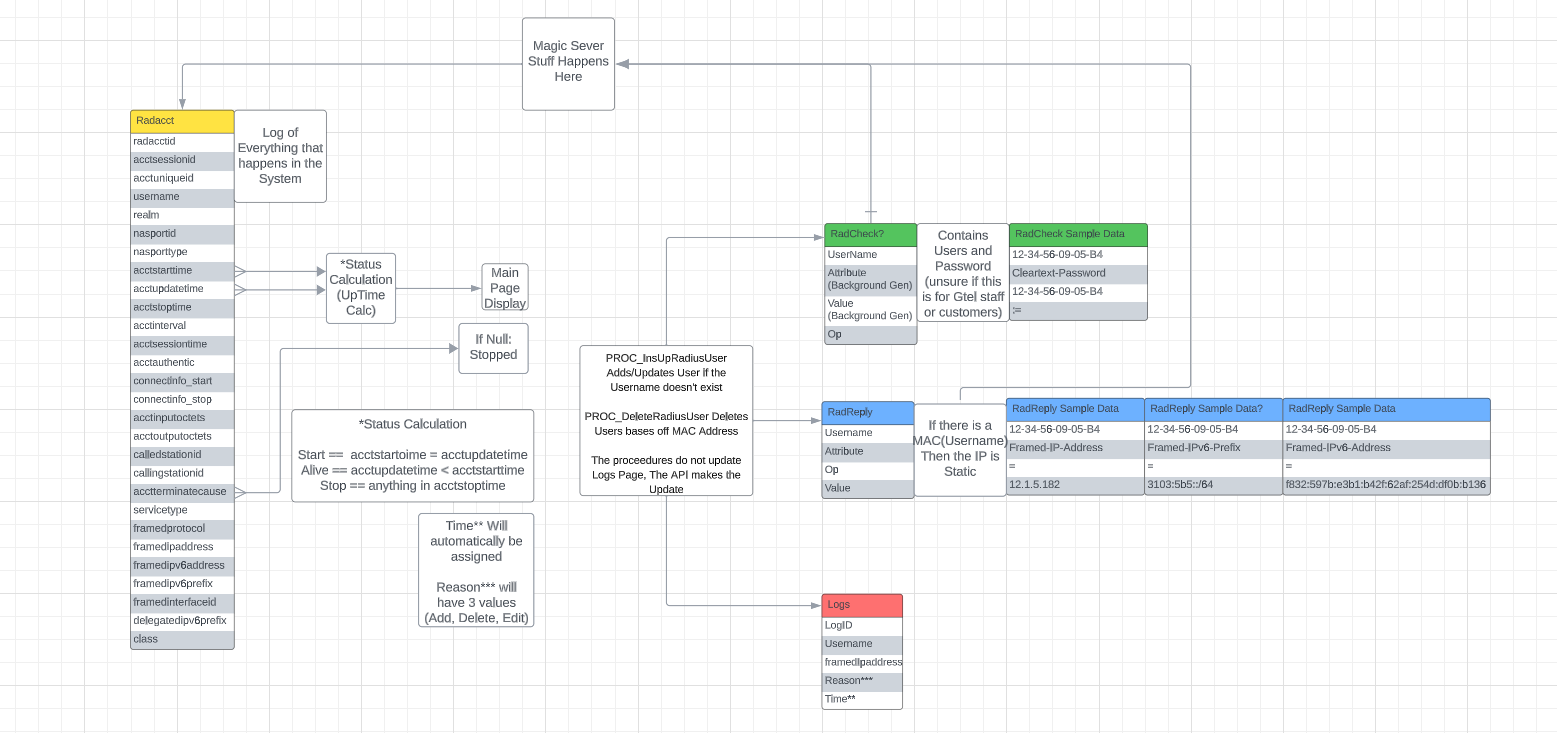 Magic Sever
Stuff Happens
Here
Radacct
radacctid
acctsessionid
acctuniqueid
username
realm
nasportid
nasporttype
acctstarttime
acctupdatetime
acctstoptime
acctinterval
acctsessiontime
acctauthentic
connectinfo_start
connectinfo_stop
acctinputoctets
acctoutputoctets
calledstationid
callingstationid
acctterminatecause
servicetype
framedprotocol
framedipaddress
framedipv6address
framedipv6prefix
framedinterfaceid
delegatedipv6prefix
class
Log of
Everything that
happens in the
System
*Status
Calculation
(UpTime
Calc)
Main
Page
Display
If Null:
Stopped
*Status Calculation
Start == acctstartoime = acctupdatetime
Alive == acctupdatetime < acctstarttime
Stop == anything in acctstoptime
Time** Will
automatically be
assigned
Reason*** will
have 3 values
(Add, Delete, Edit)
PROC_InsUpRadiusUser
Adds/Updates User if the
Username doesn't exist
PROC_DeleteRadiusUser Deletes
Users bases off MAC Address
The proceedures do not update
Logs Page, The API makes the
Update
RadCheck?
UserName
Attribute
(Background Gen)
Value
(Background Gen)
Op
Contains
Users and
Password
(unsure if this
is for Gtel staff
or customers)
RadCheck Sample Data
12-34-56-09-05-B4
Cleartext-Password
12-34-56-09-05-B4
:=
RadReply
Username
Attribute
Op
Value
If there is a
MAC(Username)
Then the IP is
Static
RadReply Sample Data
12-34-56-09-05-B4
Framed-IP-Address
=
12.1.5.182
RadReply Sample Data?
12-34-56-09-05-B4
Framed-IPv6-Prefix
=
3103:5b5::/64
RadReply Sample Data
12-34-56-09-05-B4
Framed-IPv6-Address
=
f832:597b:e3b1:b42f:62af:254d:df0b:b136
Logs
LogID
Username
framedIpaddress
Reason***
Time**